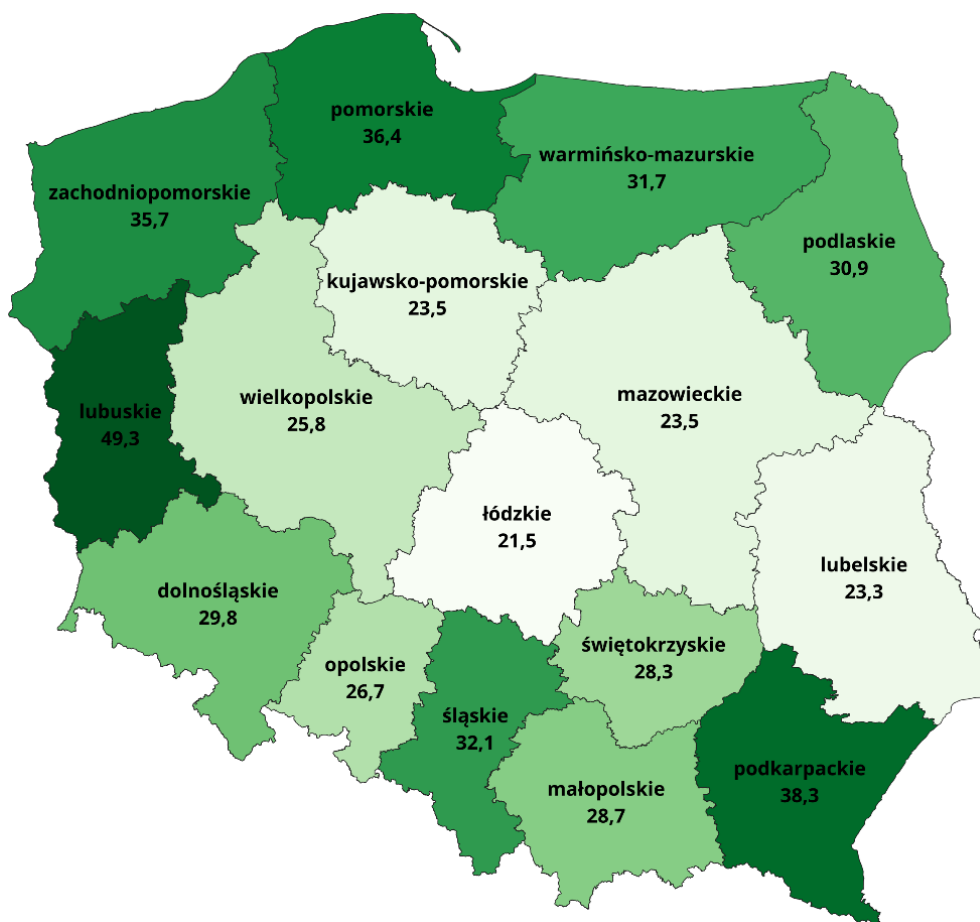 pomorskie
36,4
warmińsko-mazurskie
31,7
zachodniopomorskie
35,7
podlaskie
30,9
kujawsko-pomorskie
23,5
mazowieckie
23,5
wielkopolskie
25,8
lubuskie
49,3
łódzkie
21,5
lubelskie
23,3
dolnośląskie
29,8
świętokrzyskie
28,3
opolskie
26,7
śląskie
32,1
podkarpackie
38,3
małopolskie
28,7